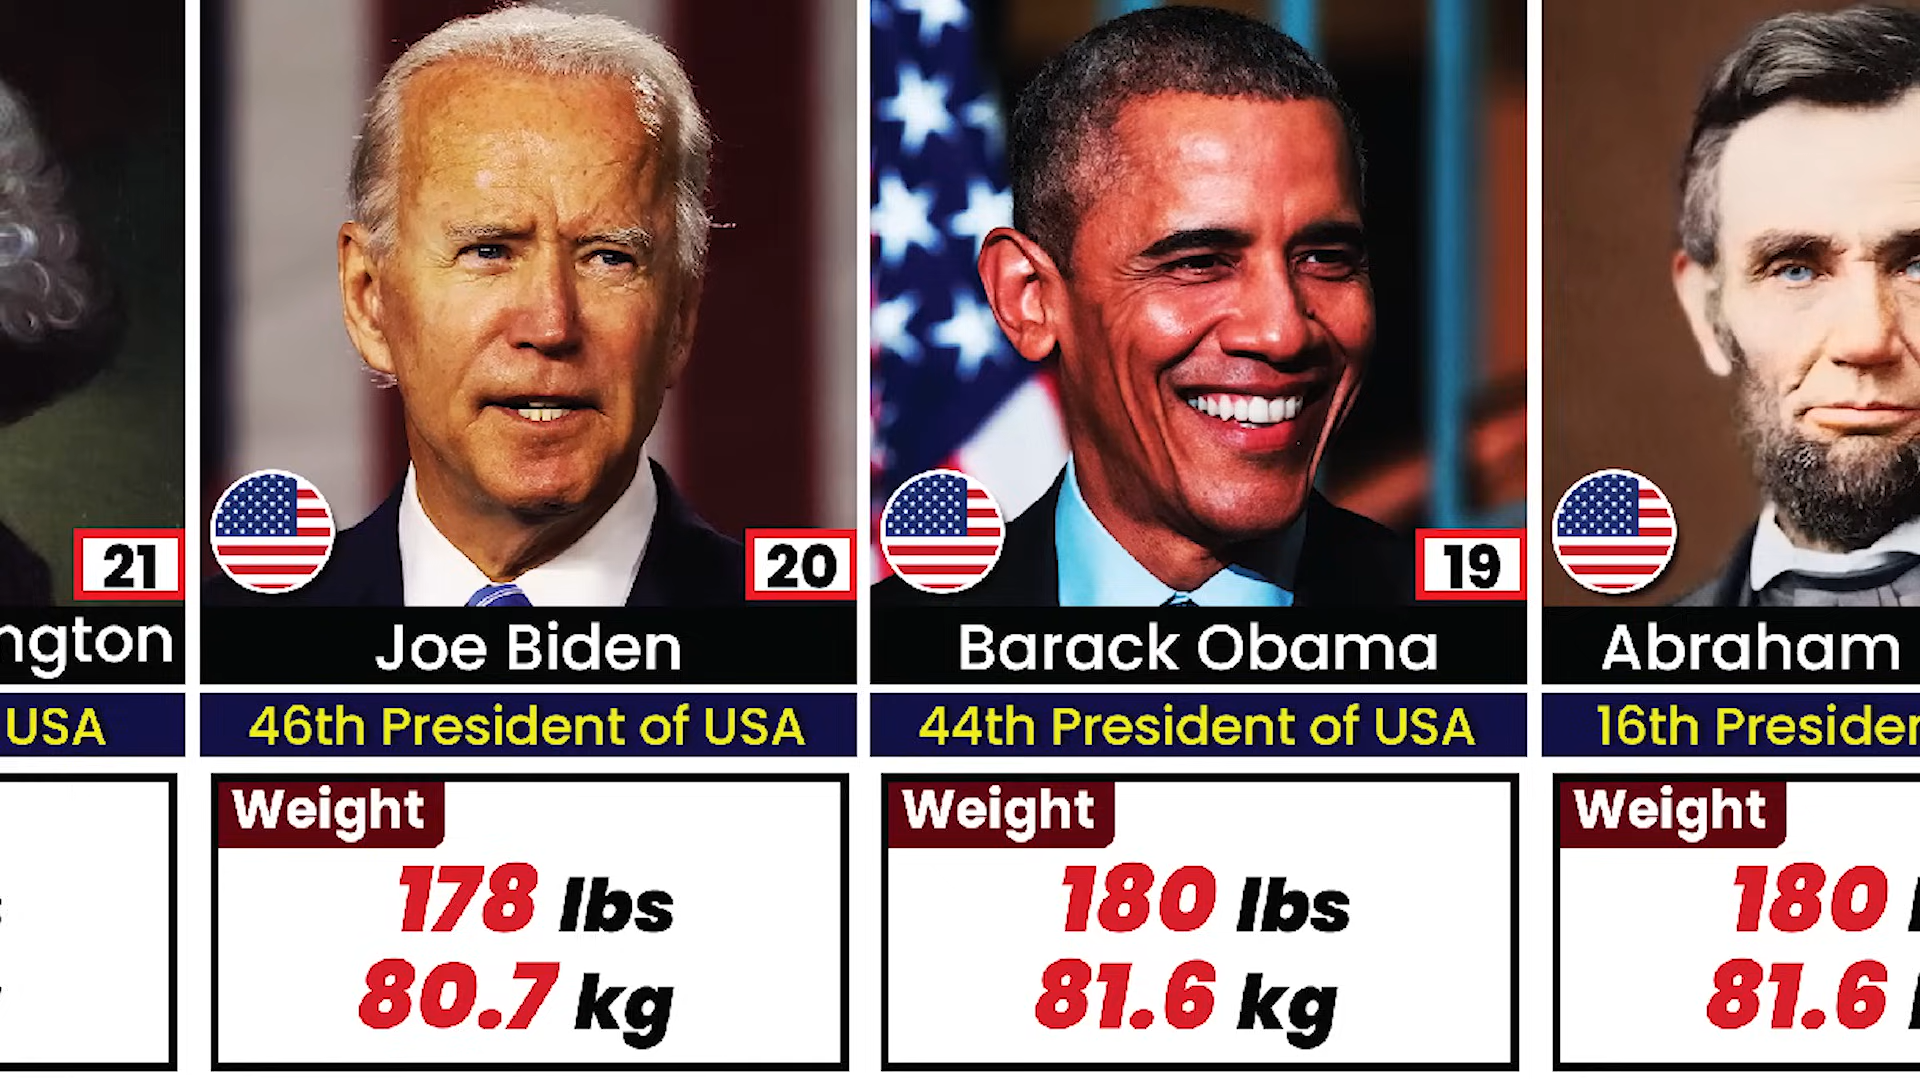 21
ngton
USA
20
Joe Biden
46th President of USA
Weight
178 lbs
80.7 kg
19
Barack Obama
44th President of USA
Weight
180 lbs
81.6 kg
Abraham
16th Presiden
Weight
180
81.6